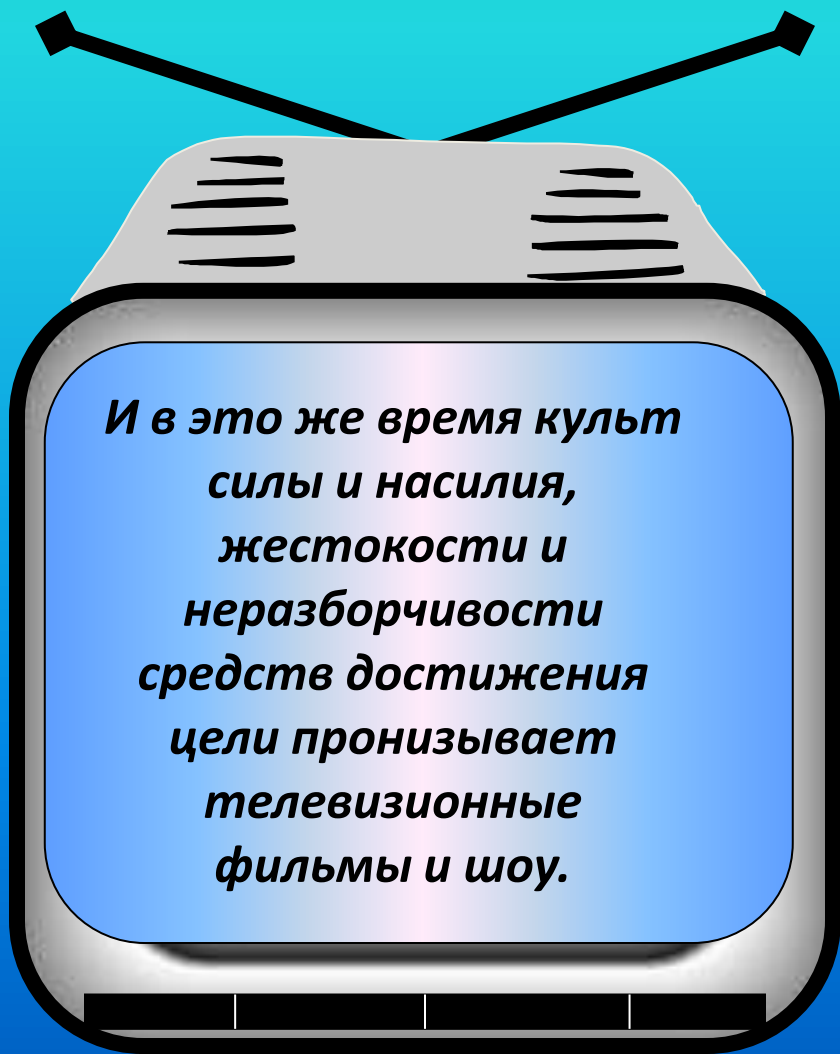 И в это же время культ
силы и насилия,
жестокости и
неразборчивости
средств достижения
цели пронизывает
телевизионные
фильмы и шоу.